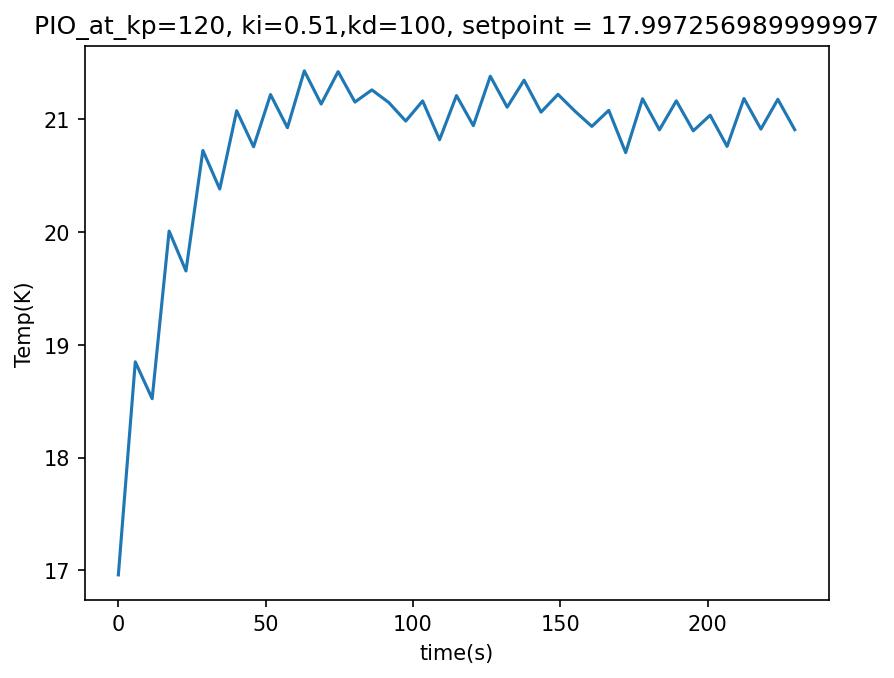 PIO_at_kp=120, ki=0.51,kd=100, setpoint = 17.997256989999997
21
20
19
18
17
Temp(K)
0 50 100 150 200
time(s)